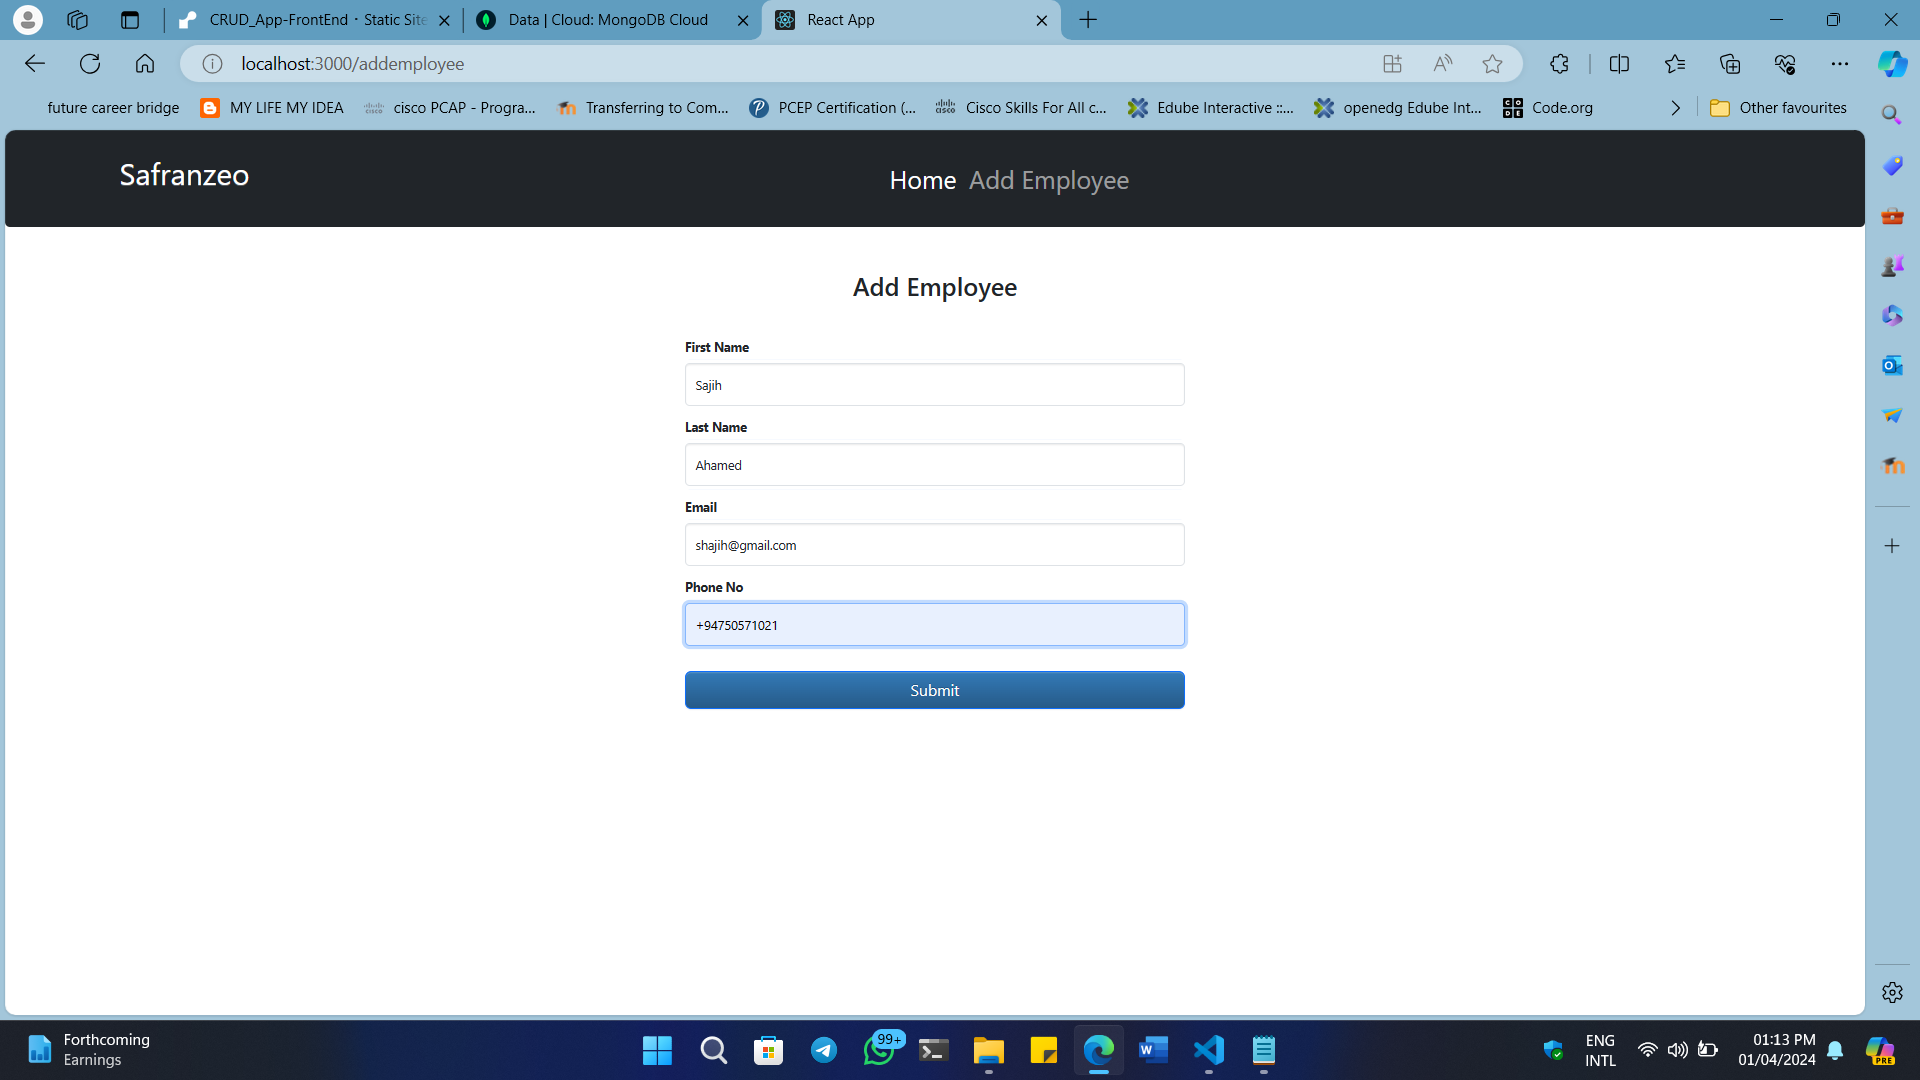 CRUD_App-FrontEnd · Static Site
Data | Cloud: MongoDB Cloud
React App
localhost:3000/addemployee
future career bridge
MY LIFE MY IDEA
cisco PCAP - Progra...
Transferring to Com...
PCEP Certification (...
Cisco Skills For All c...
Edube Interactive ::...
openedg Edube Int...
Code.org
Other favourites
Safranzeo
Home
Add Employee
Add Employee
First Name
Sajih
Last Name
Ahamed
Email
shajih@gmail.com
Phone No
+94750571021
Submit
Forthcoming
Earnings
99+
ENG
INTL
01:13 PM
01/04/2024
PRE